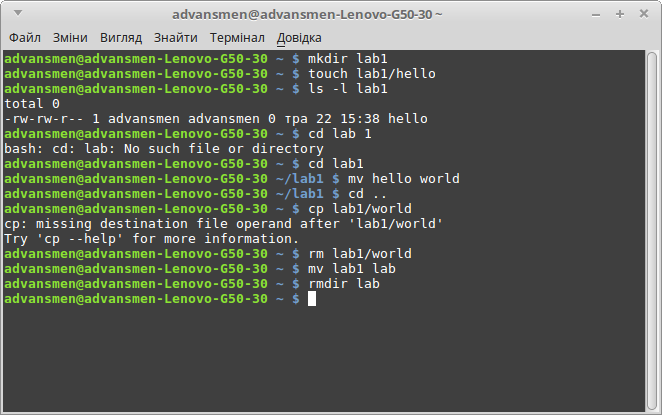 advansmen@advansmen-Lenovo-G50-30 ~
Файл Зміни Вигляд Знайти Термінал Довідка
advansmen@advansmen-Lenovo-G50-30 ~ $ mkdir lab1
advansmen@advansmen-Lenovo-G50-30 ~ $ touch lab1/hello
advansmen@advansmen-Lenovo-G50-30 ~ $ ls -l lab1
total 0
-rw-rw-r-- 1 advansmen advansmen 0 тра 22 15:38 hello
advansmen@advansmen-Lenovo-G50-30 ~ $ cd lab 1
bash: cd: lab: No such file or directory
advansmen@advansmen-Lenovo-G50-30 ~ $ cd lab1
advansmen@advansmen-Lenovo-G50-30 ~/lab1 $ mv hello world
advansmen@advansmen-Lenovo-G50-30 ~/lab1 $ cd ..
advansmen@advansmen-Lenovo-G50-30 ~ $ cp lab1/world
cp: missing destination file operand after 'lab1/world'
Try 'cp --help' for more information.
advansmen@advansmen-Lenovo-G50-30 ~ $ rm lab1/world
advansmen@advansmen-Lenovo-G50-30 ~ $ mv lab1 lab
advansmen@advansmen-Lenovo-G50-30 ~ $ rmdir lab
advansmen@advansmen-Lenovo-G50-30 ~ $